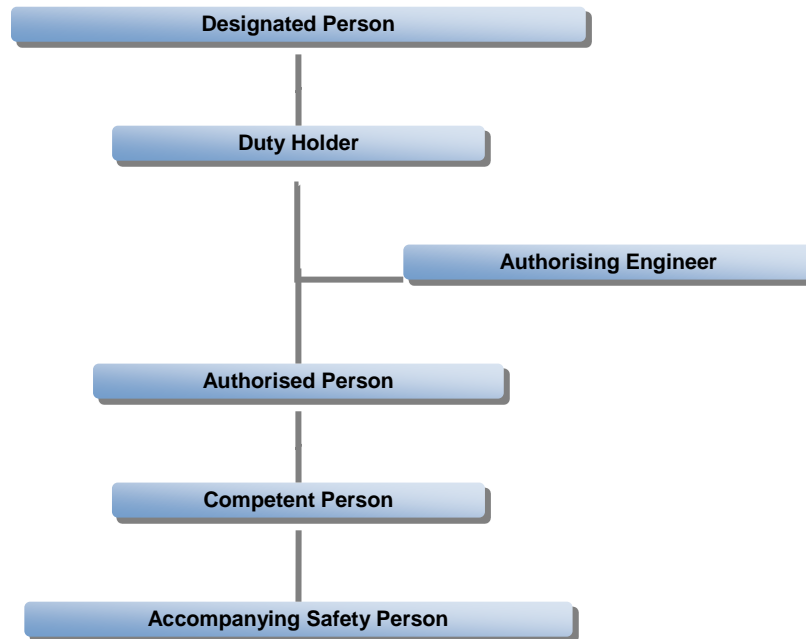 Designated Person
Duty Holder
Authorising Engineer
Authorised Person
Competent Person
Accompanying Safety Person